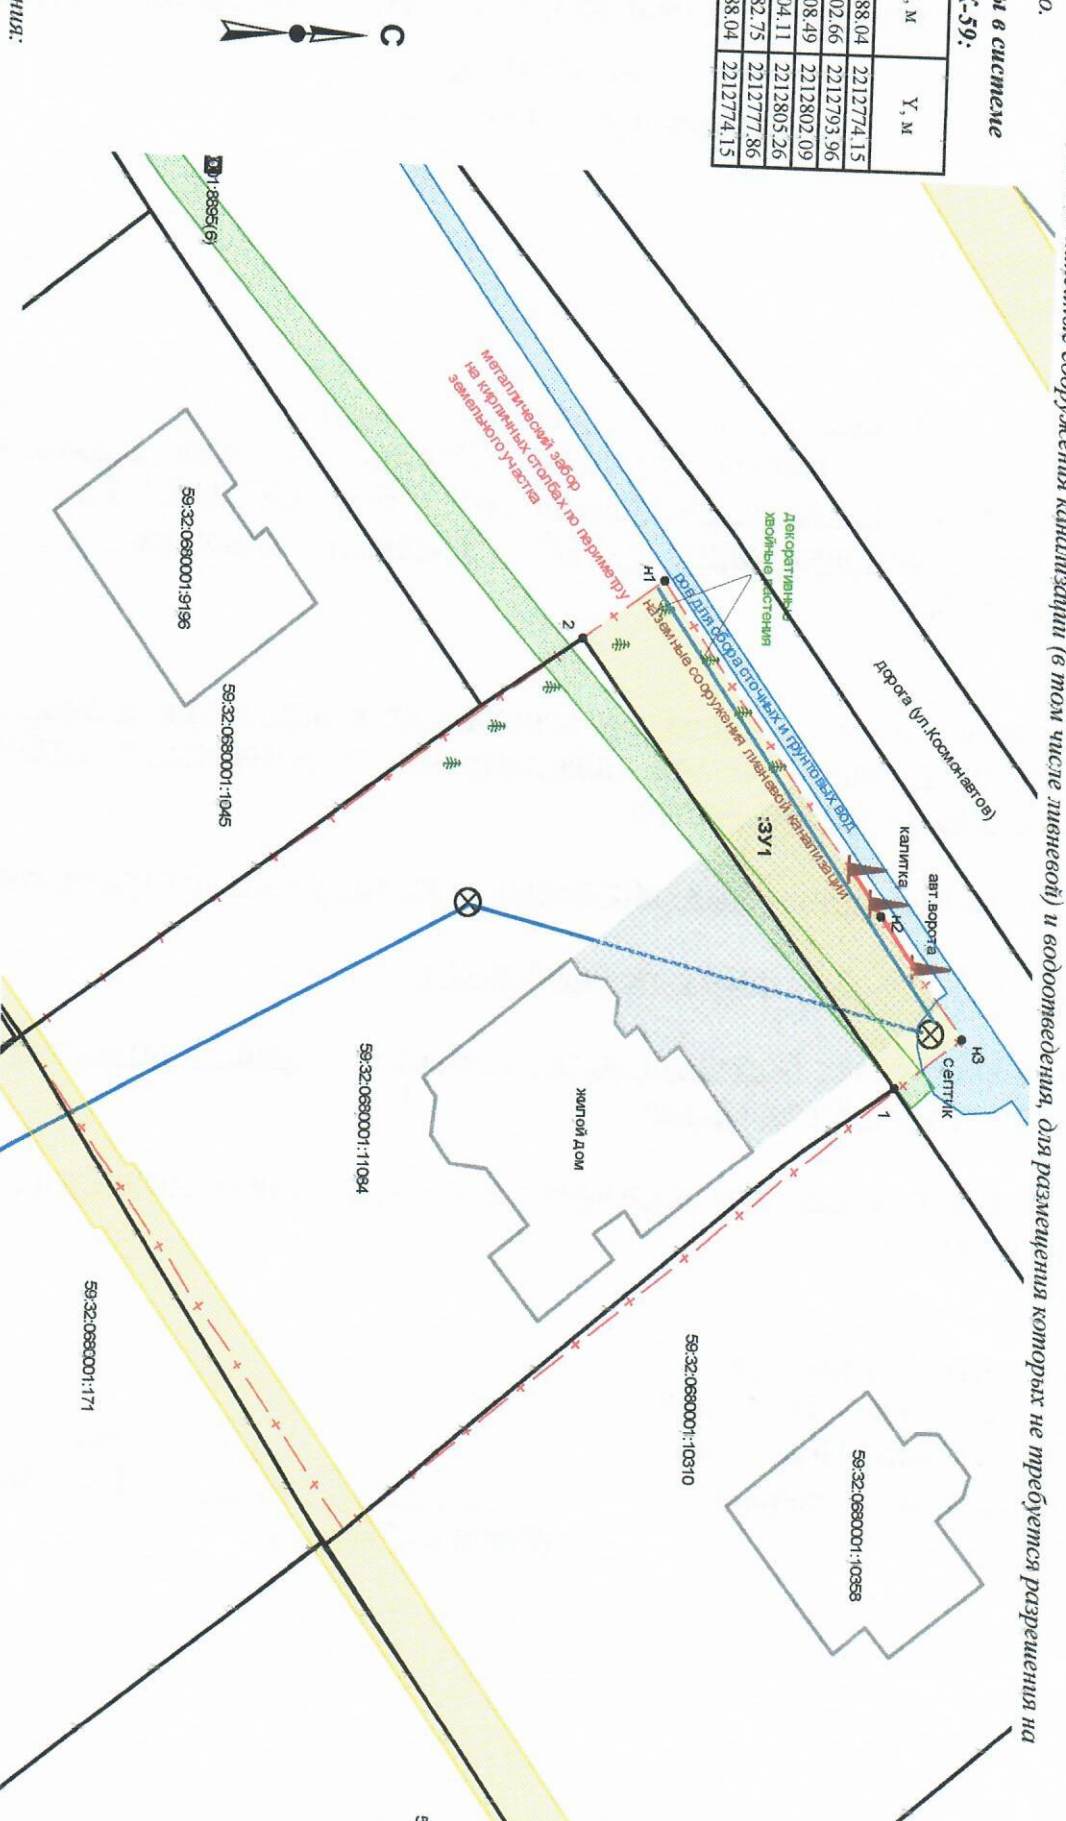 сооружения канализации (в том числе ливневой) и водоотведения, для размещения которых не требуется разрешения на
ы в системе
-59:
, м Y, м
88.04 2212774.15
02.66 2212793.96
08.49 2212802.09
04.11 2212805.26
82.75 2212777.86
88.04 2212774.15
С
дорога (ул.Космонавтов)
калитка
авт.ворота
н2
н3
септик
1
декоративные
хвойные растения
ров для сбора сточных и грунтовых вод
н1
наземные сооружения ливневой канализации
:ЗУ1
2
металлический забор
на кирпичных столбах по периметру
земельного участка
59:32:0680001:10358
59:32:0680001:10310
жилой дом
59:32:0680001:11084
59:32:0680001:1045
59:32:0680001:9196
01:8895(6)
59:32:0680001:171
ния: